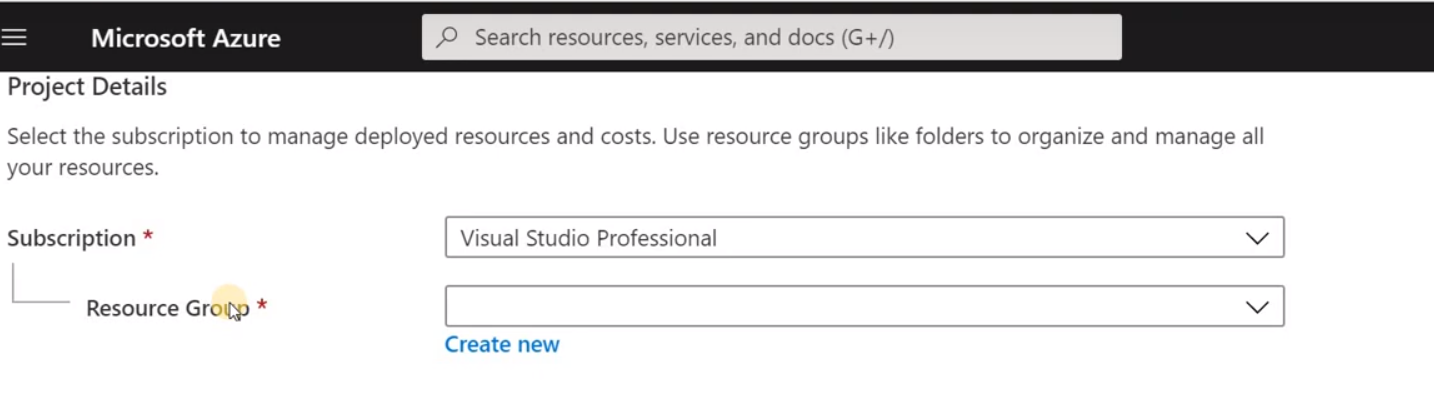 Microsoft Azure
Search resources, services, and docs (G+/)
Project Details
Select the subscription to manage deployed resources and costs. Use resource groups like folders to organize and manage all
your resources.
Subscription *
Visual Studio Professional
Resource Group *
Create new